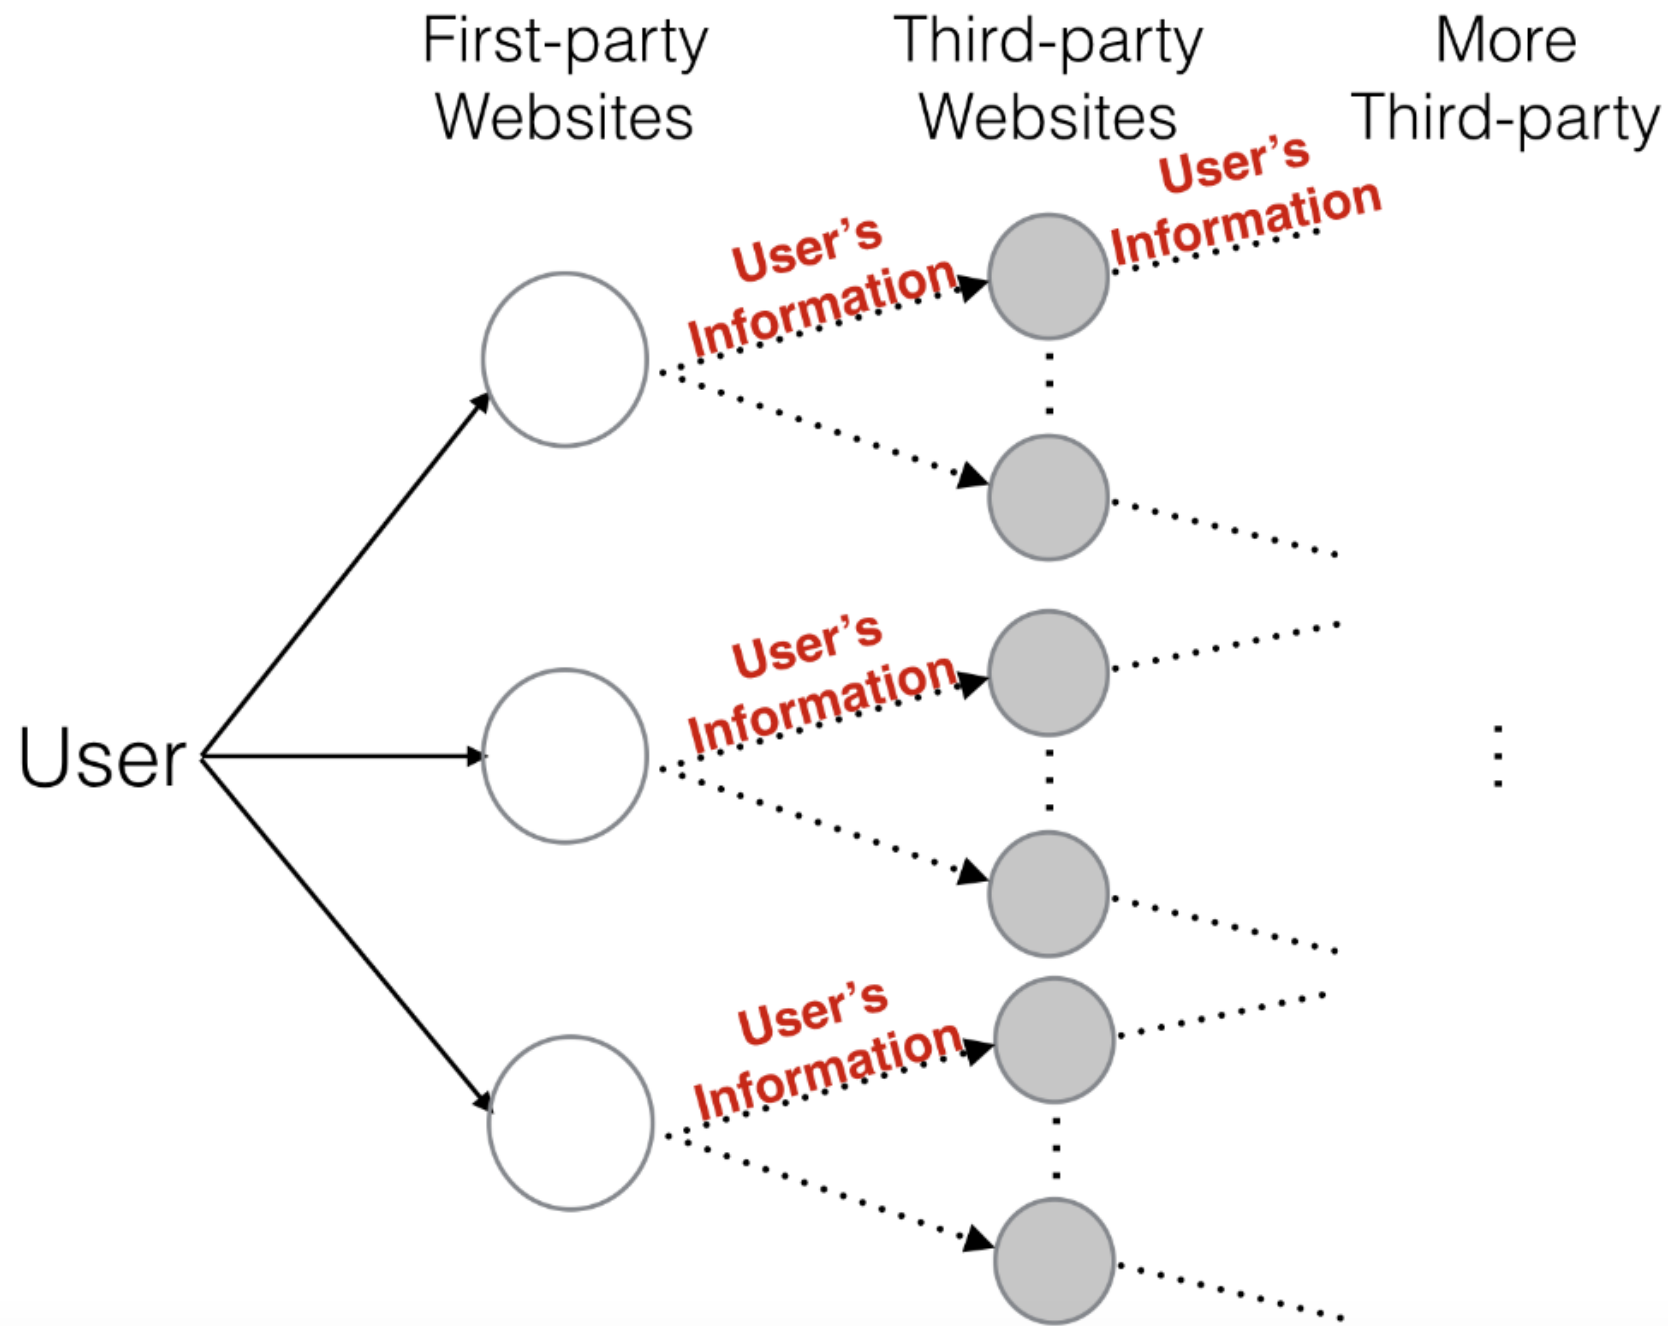 First-party
Websites
Third-party
Websites
More
Third-party
User's
Information
User's
Information
User's
Information
User
User's
Information